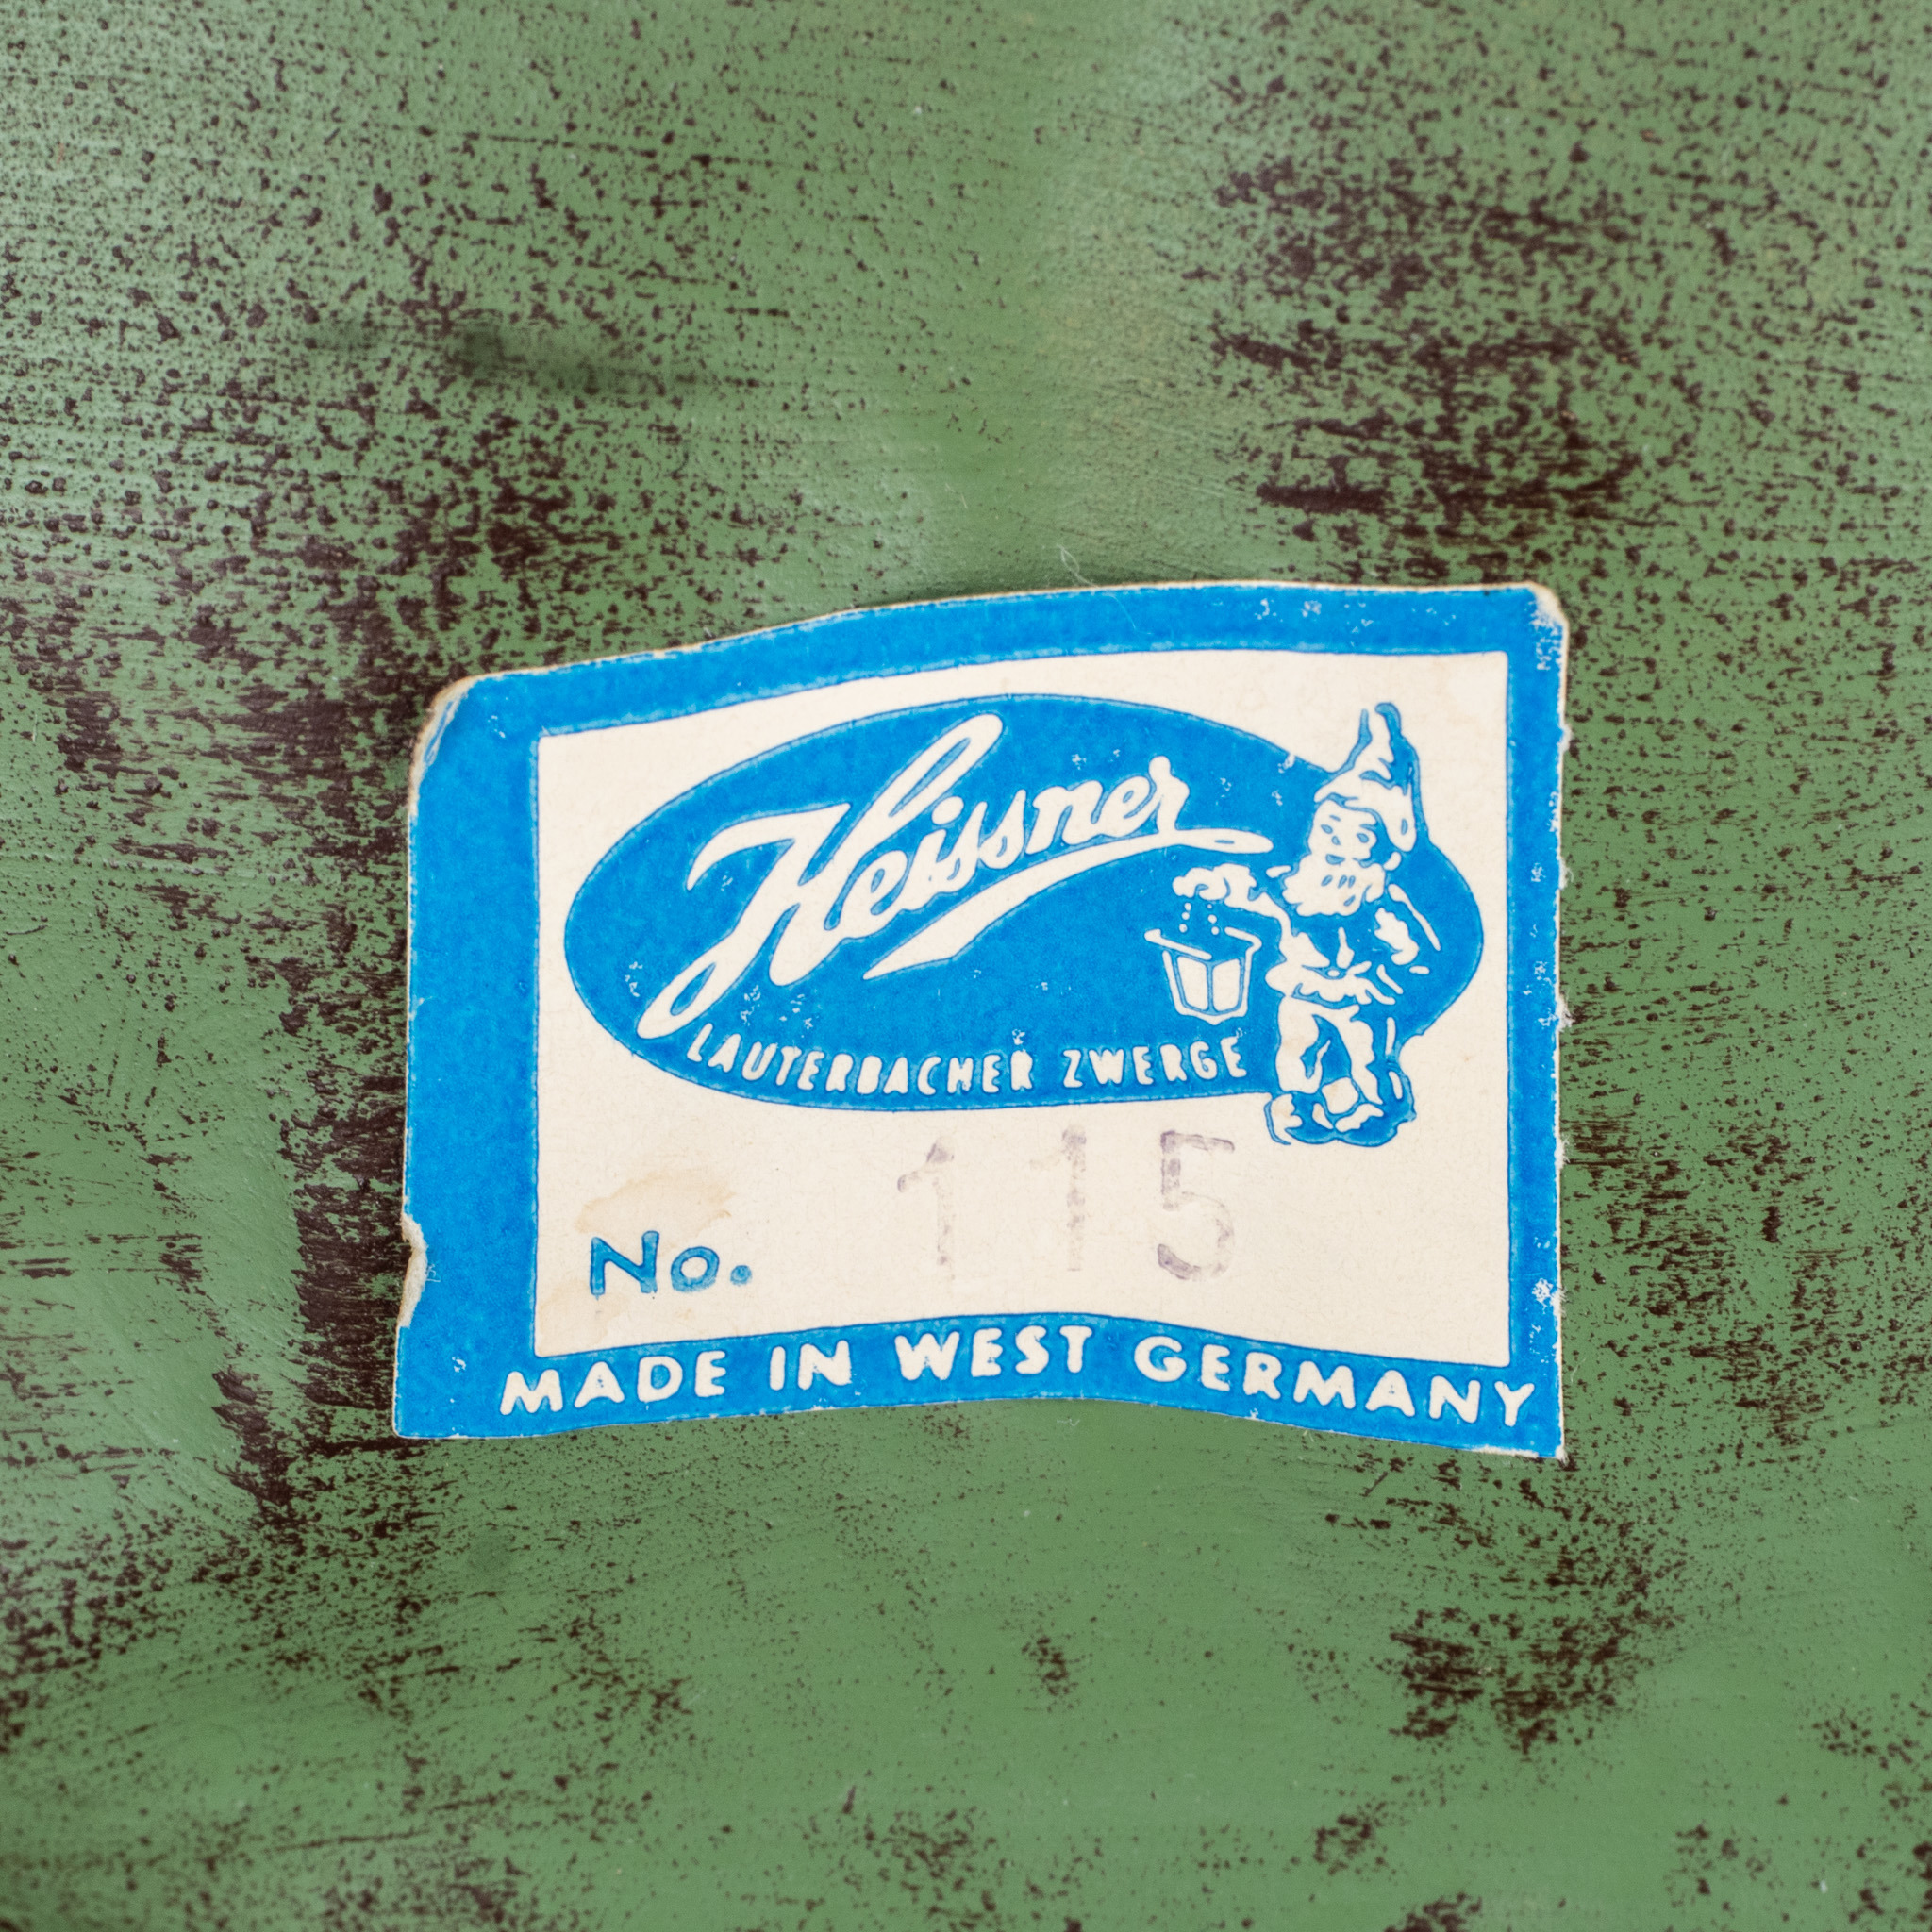 Heissner
LAUTERBACHER ZWERGE
No. 115
MADE IN WEST GERMANY